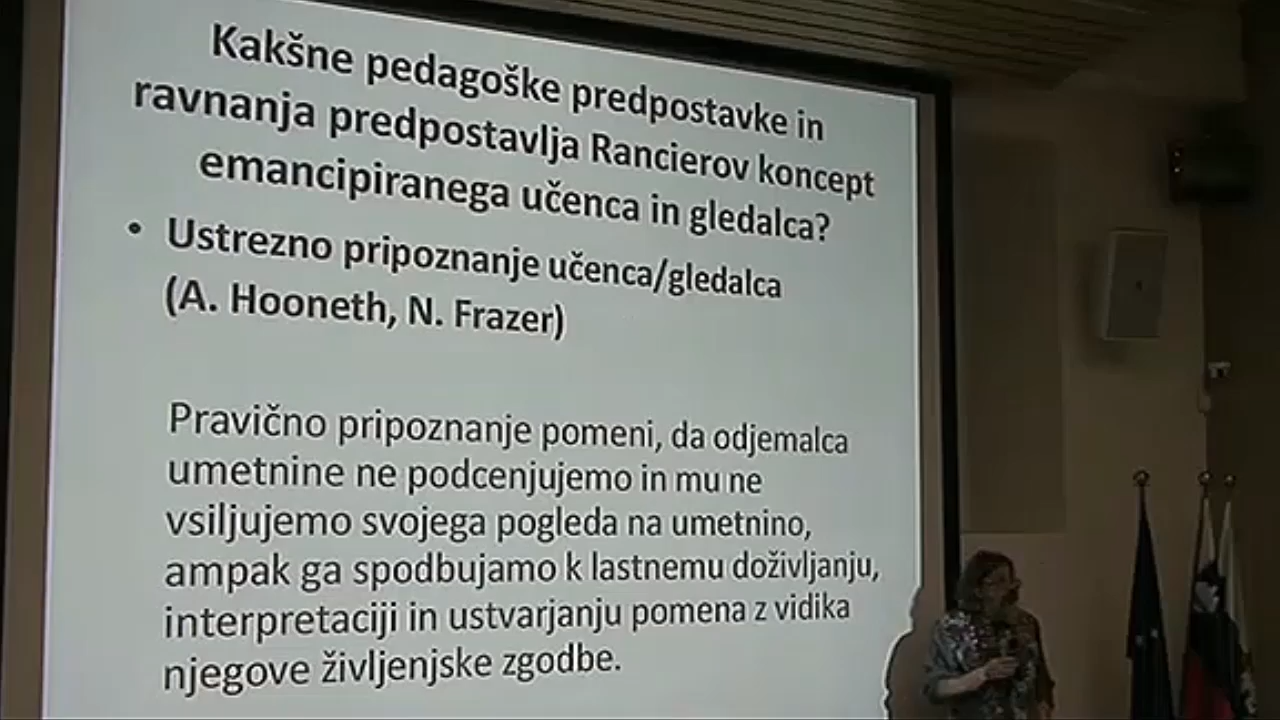 Kakšne pedagoške predpostavke in
ravnanja predpostavlja Rancierov koncept
emancipiranega učenca in gledalca?
• Ustrezno pripoznanje učenca/gledalca
(A. Hooneth, N. Frazer)
Pravično pripoznanje pomeni, da odjemalca
umetnine ne podcenjujemo in mu ne
vsiljujemo svojega pogleda na umetnino,
ampak ga spodbujamo k lastnemu doživljanju,
interpretaciji in ustvarjanju pomena z vidika
njegove življenjske zgodbe.